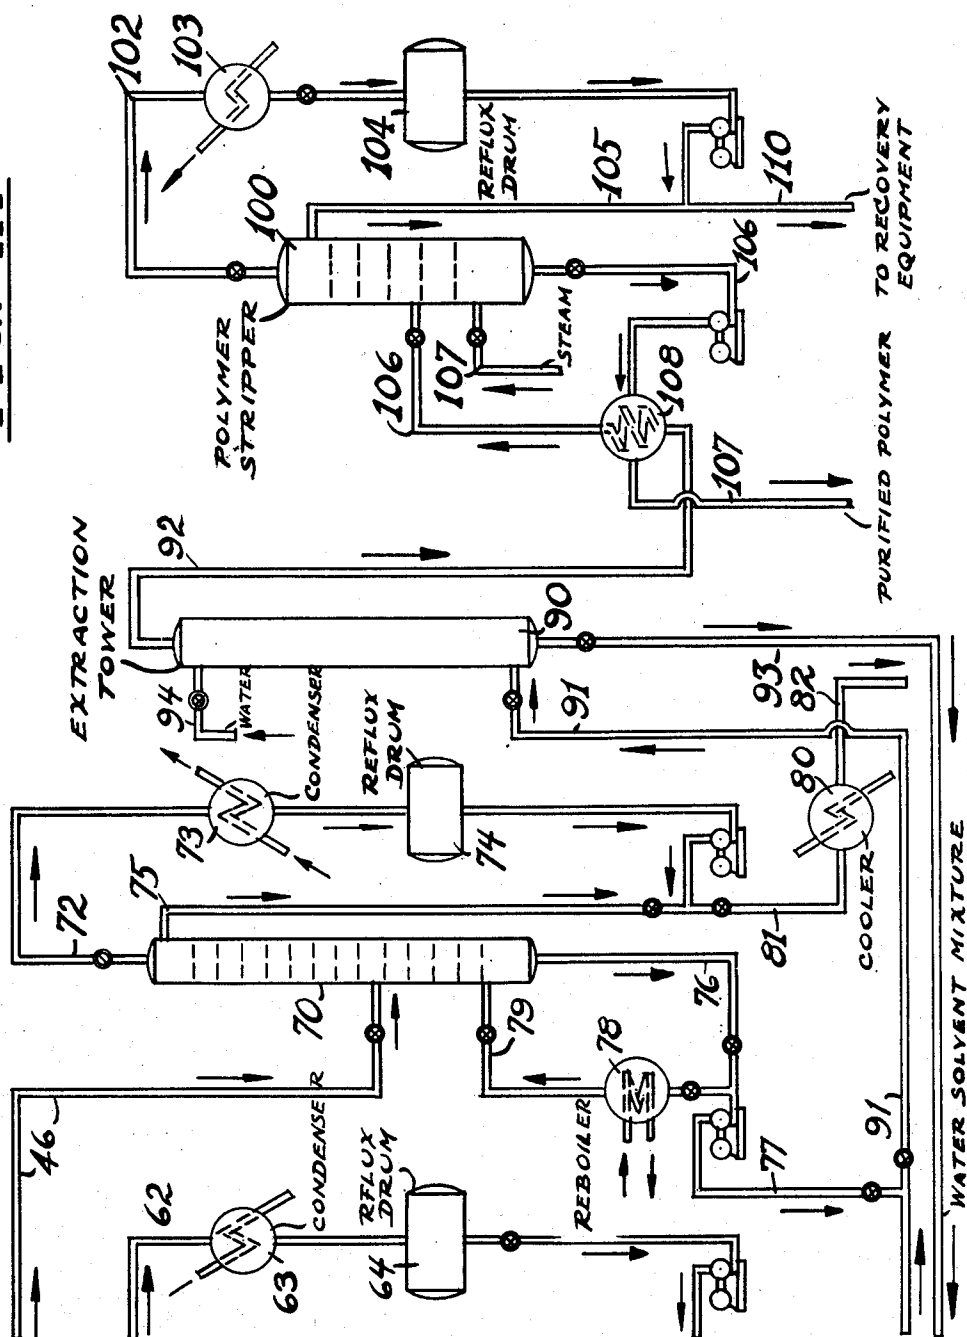 102
103
104
REFLUX
DRUM
105
110
TO RECOVERY
EQUIPMENT
100
POLYMER
STRIPPER
106
107
STEAM
106
108
107
PURIFIED POLYMER
92
EXTRACTION
TOWER
94
WATER
90
91
93
82
80
COOLER
CONDENSER
73
REFLUX
DRUM
74
75
72
70
81
76
79
78
REBOILER
77
91
WATER SOLVENT MIXTURE
46
62
CONDENSER
63
RFLUX
DRUM
64